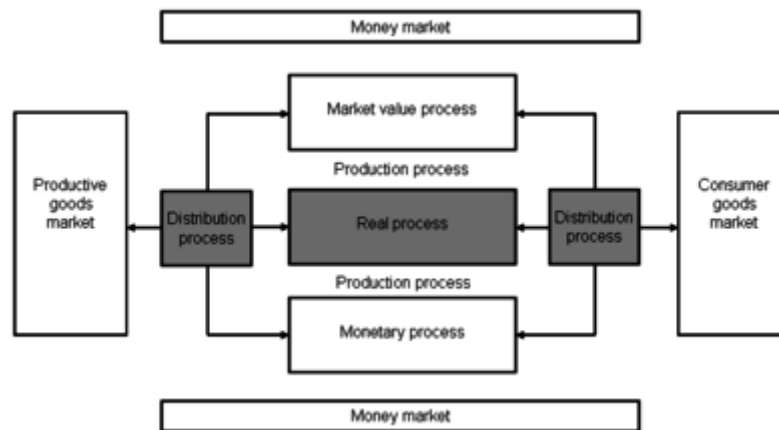 Money market
Market value process
Production process
Productive
goods
market
Distribution
process
Real process
Distribution
process
Consumer
goods
market
Production process
Monetary process
Money market